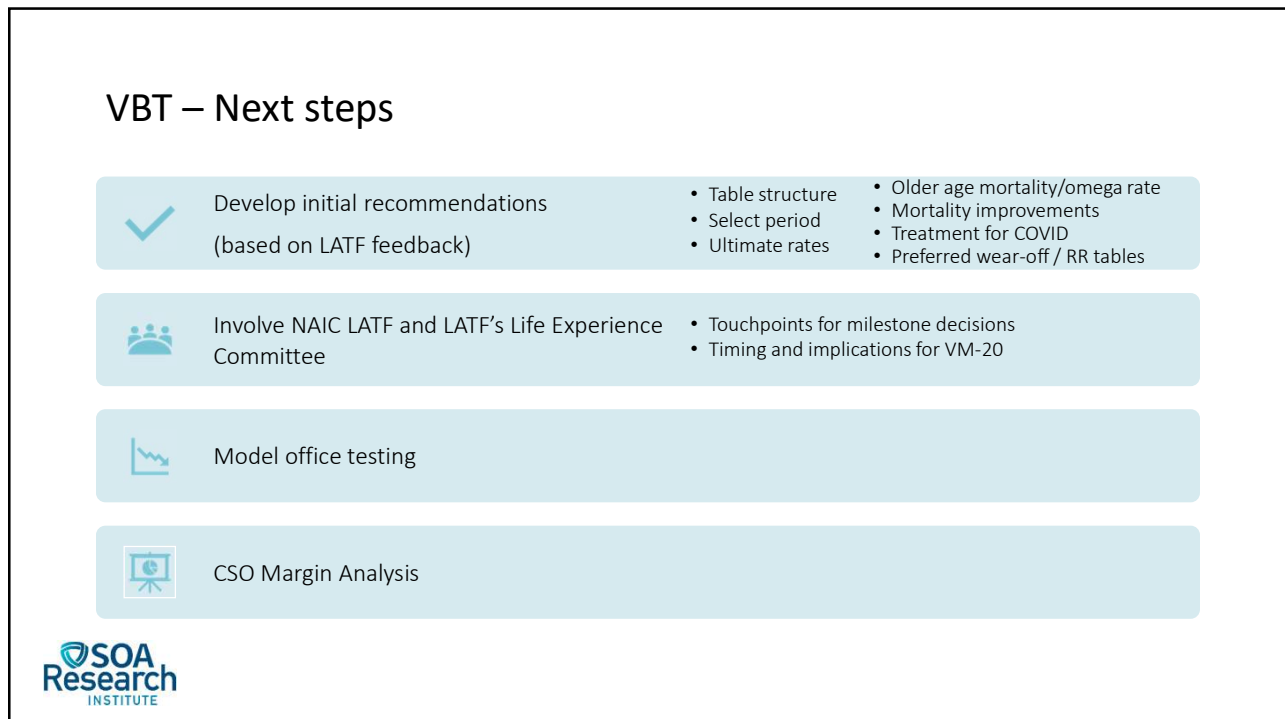 VBT – Next steps
Develop initial recommendations
(based on LATF feedback)
• Table structure
• Select period
• Ultimate rates
• Older age mortality/omega rate
• Mortality improvements
• Treatment for COVID
• Preferred wear-off / RR tables
Involve NAIC LATF and LATF’s Life Experience
Committee
• Touchpoints for milestone decisions
• Timing and implications for VM-20
Model office testing
CSO Margin Analysis
SOA
Research
INSTITUTE